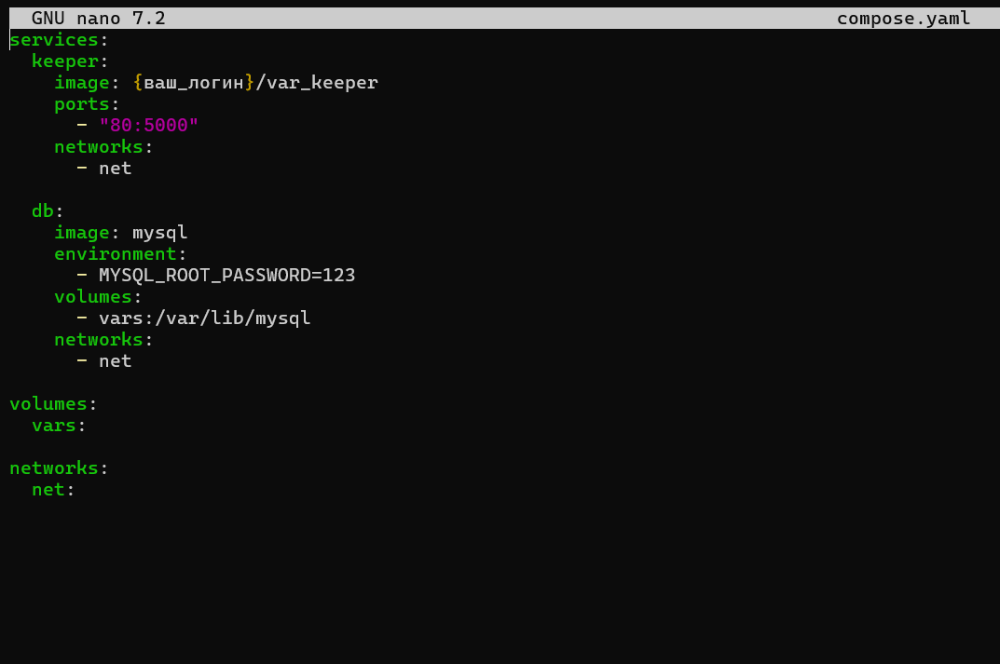 GNU nano 7.2 compose.yaml
services:
  keeper:
    image: {ваш_логин}/var_keeper
    ports:
      - "80:5000"
    networks:
      - net

  db:
    image: mysql
    environment:
      - MYSQL_ROOT_PASSWORD=123
    volumes:
      - vars:/var/lib/mysql
    networks:
      - net

volumes:
  vars:

networks:
  net: